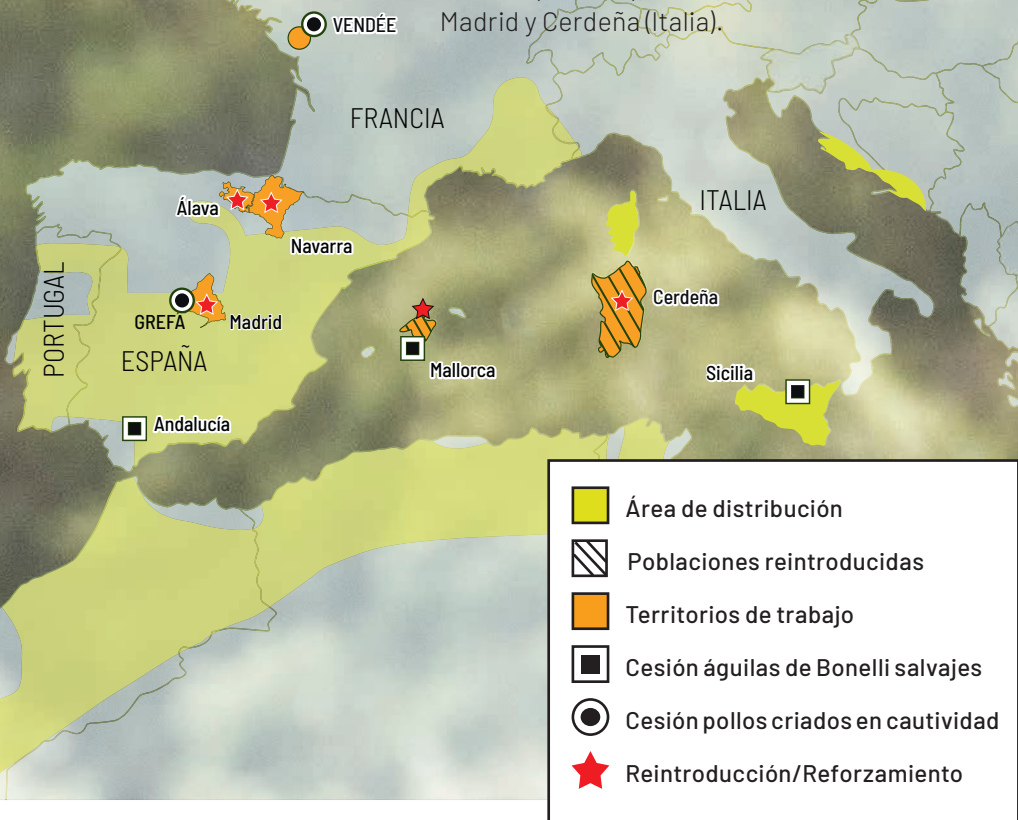 Madrid y Cerdeña (Italia).
VENDÉE
FRANCIA
ITALIA
Álava
Navarra
PORTUGAL
GREFA
Madrid
ESPAÑA
Cerdeña
Mallorca
Sicilia
Andalucía
Área de distribución
Poblaciones reintroducidas
Territorios de trabajo
Cesión águilas de Bonelli salvajes
Cesión pollos criados en cautividad
Reintroducción/Reforzamiento